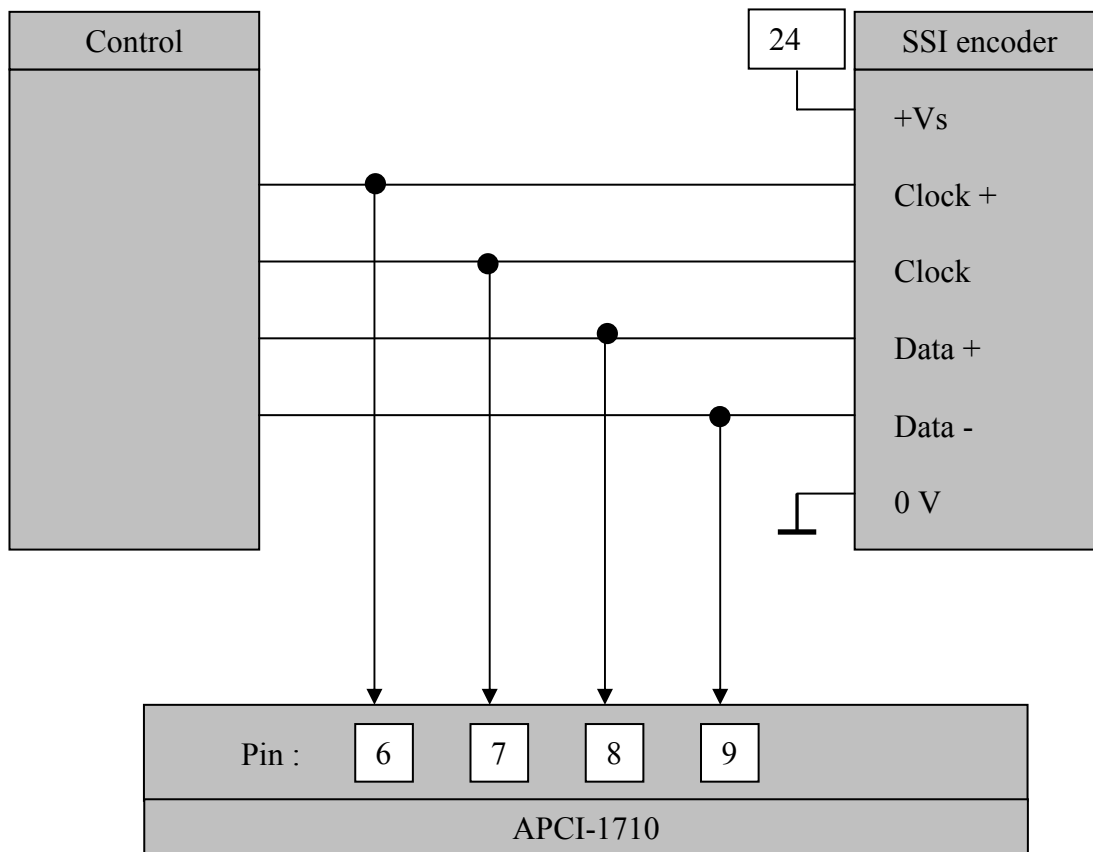 Control
24
SSI encoder
+Vs
Clock +
Clock
Data +
Data -
0 V
Pin : 6 7 8 9
APCI-1710